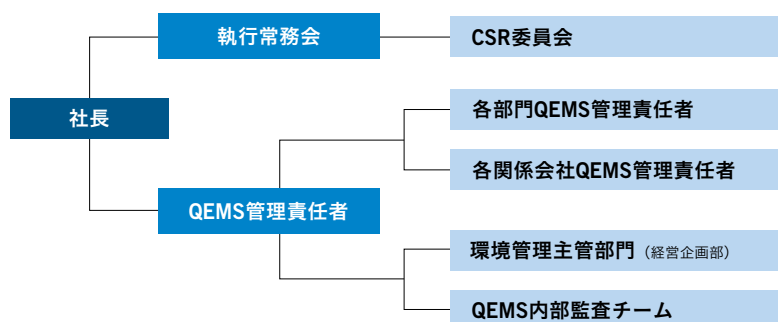 執行常務会
CSR委員会
社長
各部門QEMS管理責任者
各関係会社QEMS管理責任者
QEMS管理責任者
環境管理主管部門（経営企画部）
QEMS内部監査チーム